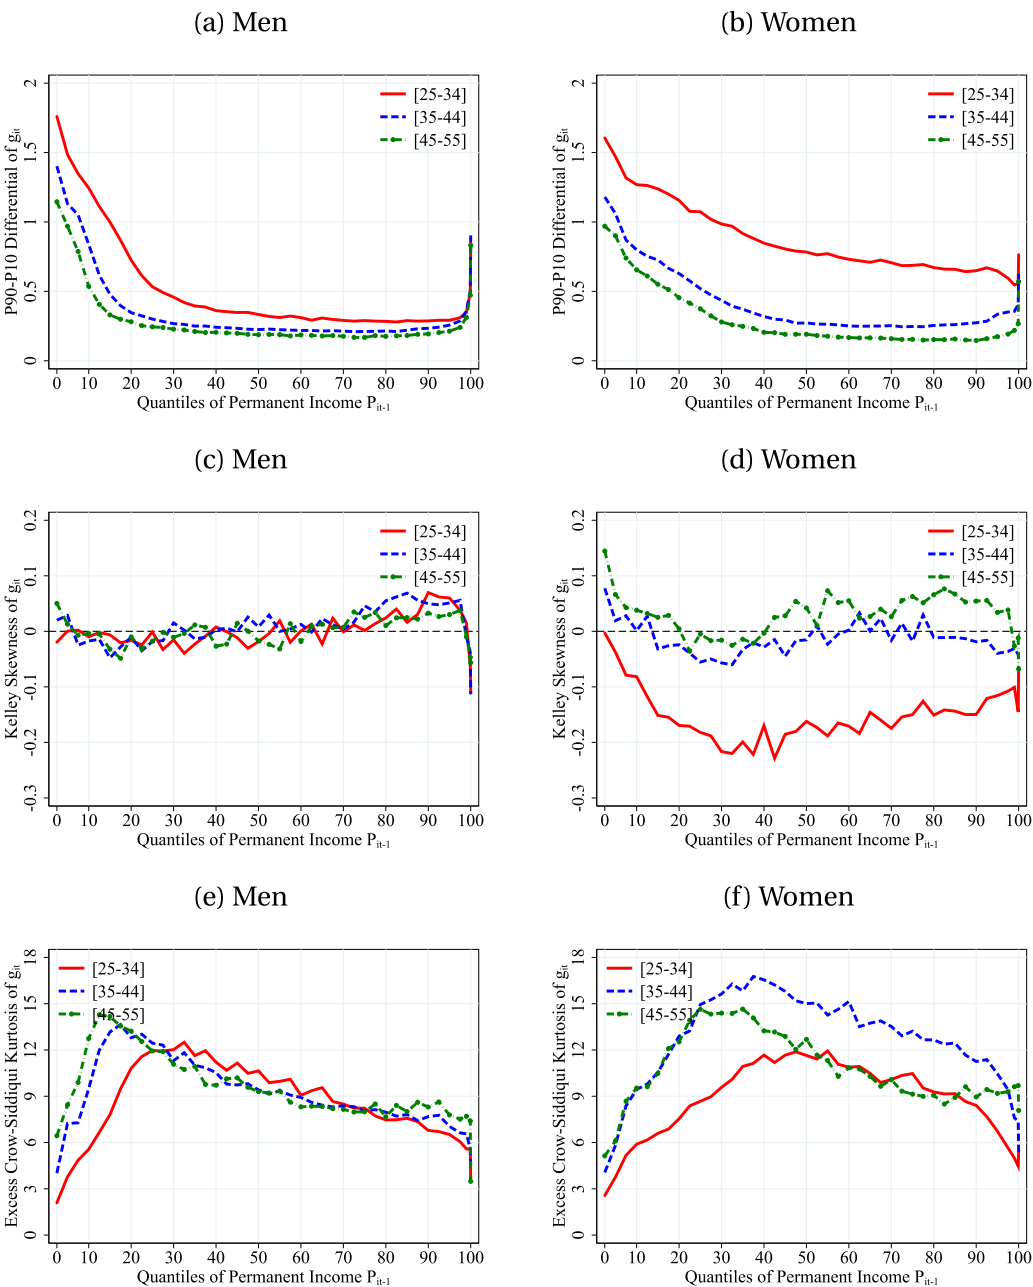 (a) Men
P90-P10 Differential of g_it
2
1.5
1
0.5
0
[25-34]
[35-44]
[45-55]
0 10 20 30 40 50 60 70 80 90 100
Quantiles of Permanent Income P_it-1
(b) Women
P90-P10 Differential of g_it
2
1.5
1
0.5
0
[25-34]
[35-44]
[45-55]
0 10 20 30 40 50 60 70 80 90 100
Quantiles of Permanent Income P_it-1
(c) Men
Kelley Skewness of g_it
0.2
0.1
0
-0.1
-0.2
-0.3
[25-34]
[35-44]
[45-55]
0 10 20 30 40 50 60 70 80 90 100
Quantiles of Permanent Income P_it-1
(d) Women
Kelley Skewness of g_it
0.2
0.1
0
-0.1
-0.2
-0.3
[25-34]
[35-44]
[45-55]
0 10 20 30 40 50 60 70 80 90 100
Quantiles of Permanent Income P_it-1
(e) Men
Excess Crow-Siddiqui Kurtosis of g_it
18
15
12
9
6
3
0
[25-34]
[35-44]
[45-55]
0 10 20 30 40 50 60 70 80 90 100
Quantiles of Permanent Income P_it-1
(f) Women
Excess Crow-Siddiqui Kurtosis of g_it
18
15
12
9
6
3
0
[25-34]
[35-44]
[45-55]
0 10 20 30 40 50 60 70 80 90 100
Quantiles of Permanent Income P_it-1